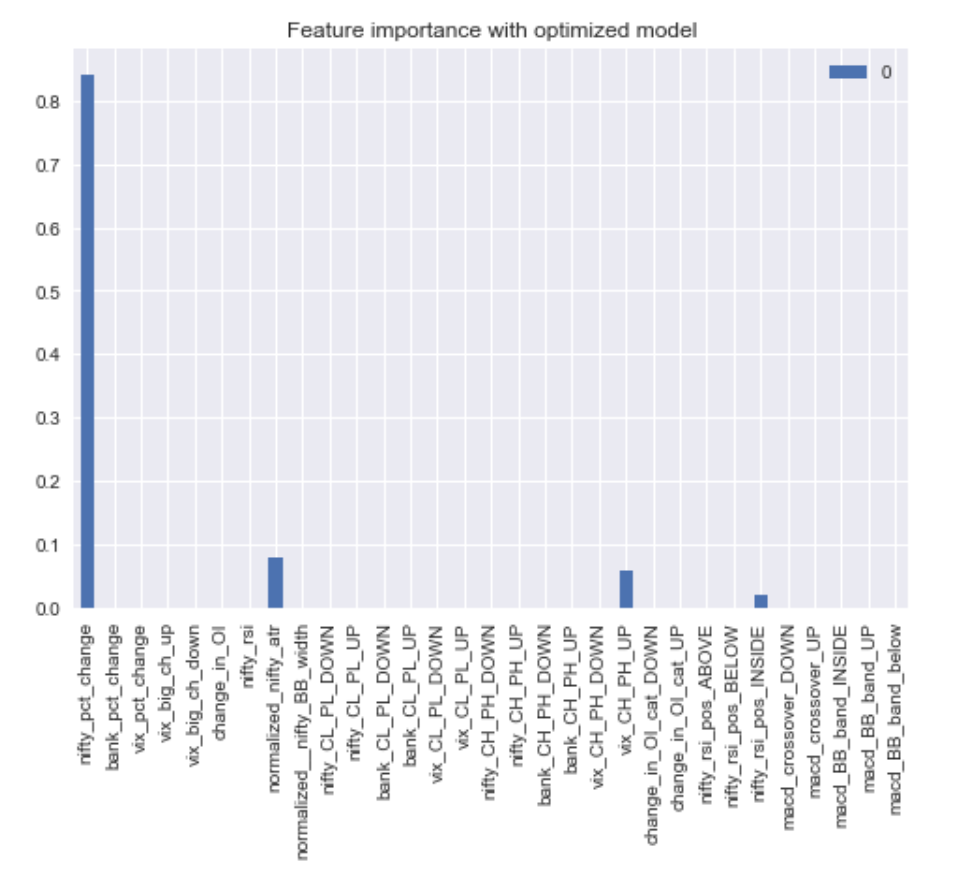 Feature importance with optimized model
0
0.8
0.7
0.6
0.5
0.4
0.3
0.2
0.1
0.0
nifty_pct_change
bank_pct_change
vix_pct_change
vix_big_ch_up
vix_big_ch_down
change_in_OI
nifty_rsi
normalized_nifty_atr
normalized__nifty_BB_width
nifty_CL_PL_DOWN
nifty_CL_PL_UP
bank_CL_PL_DOWN
bank_CL_PL_UP
vix_CL_PL_DOWN
vix_CL_PL_UP
nifty_CH_PH_DOWN
nifty_CH_PH_UP
bank_CH_PH_DOWN
bank_CH_PH_UP
vix_CH_PH_DOWN
vix_CH_PH_UP
change_in_OI_cat_DOWN
change_in_OI_cat_UP
nifty_rsi_pos_ABOVE
nifty_rsi_pos_BELOW
nifty_rsi_pos_INSIDE
macd_crossover_DOWN
macd_crossover_UP
macd_BB_band_INSIDE
macd_BB_band_UP
macd_BB_band_below